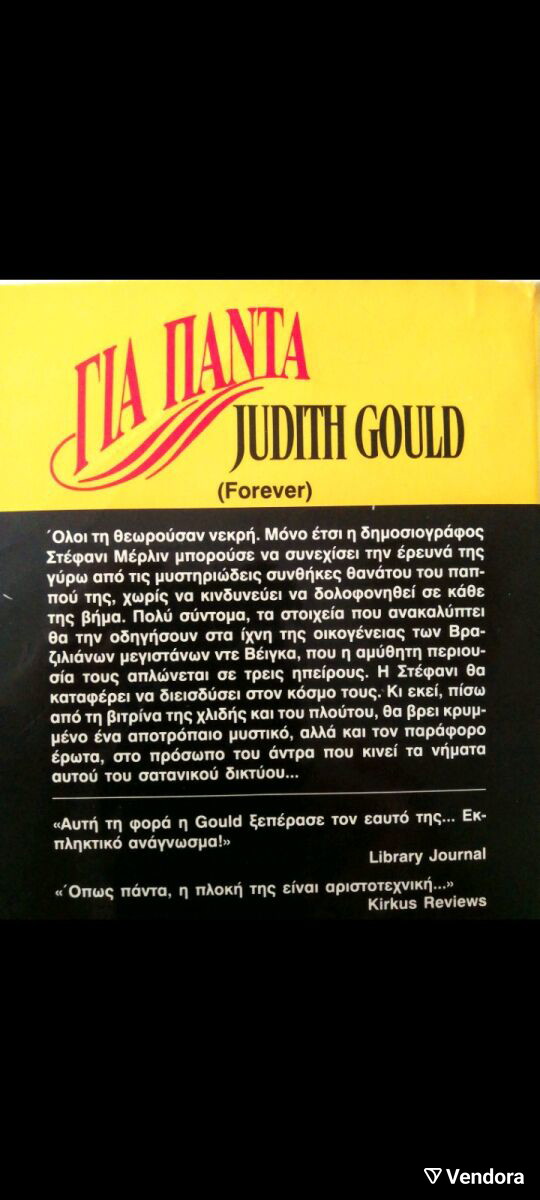 ΓΙΑ ΠΑΝΤΑ
JUDITH GOULD
(Forever)
Όλοι τη θεωρούσαν νεκρή. Μόνο έτσι η δημοσιογράφος
Στέφανι Μέρλιν μπορούσε να συνεχίσει την έρευνά της
γύρω από τις μυστηριώδεις συνθήκες θανάτου του παπ-
πού της, χωρίς να κινδυνεύει να δολοφονηθεί σε κάθε
της βήμα. Πολύ σύντομα, τα στοιχεία που ανακαλύπτει
θα την οδηγήσουν στα ίχνη της οικογένειας των Βρα-
ζιλιάνων μεγιστάνων ντε Βέιγκα, που η αμύθητη περιου-
σία τους απλώνεται σε τρεις ηπείρους. Η Στέφανι θα
καταφέρει να διεισδύσει στον κόσμο τους. Κι εκεί, πίσω
από τη βιτρίνα της χλιδής και του πλούτου, θα βρει κρυμ-
μένο ένα αποτρόπαιο μυστικό, αλλά και τον παράφορο
έρωτα, στο πρόσωπο του άντρα που κινεί τα νήματα
αυτού του σατανικού δικτύου...
«Αυτή τη φορά η Gould ξεπέρασε τον εαυτό της... Εκ-
πληκτικό ανάγνωσμα!»
Library Journal
«Όπως πάντα, η πλοκή της είναι αριστοτεχνική...»
Kirkus Reviews
Vendora